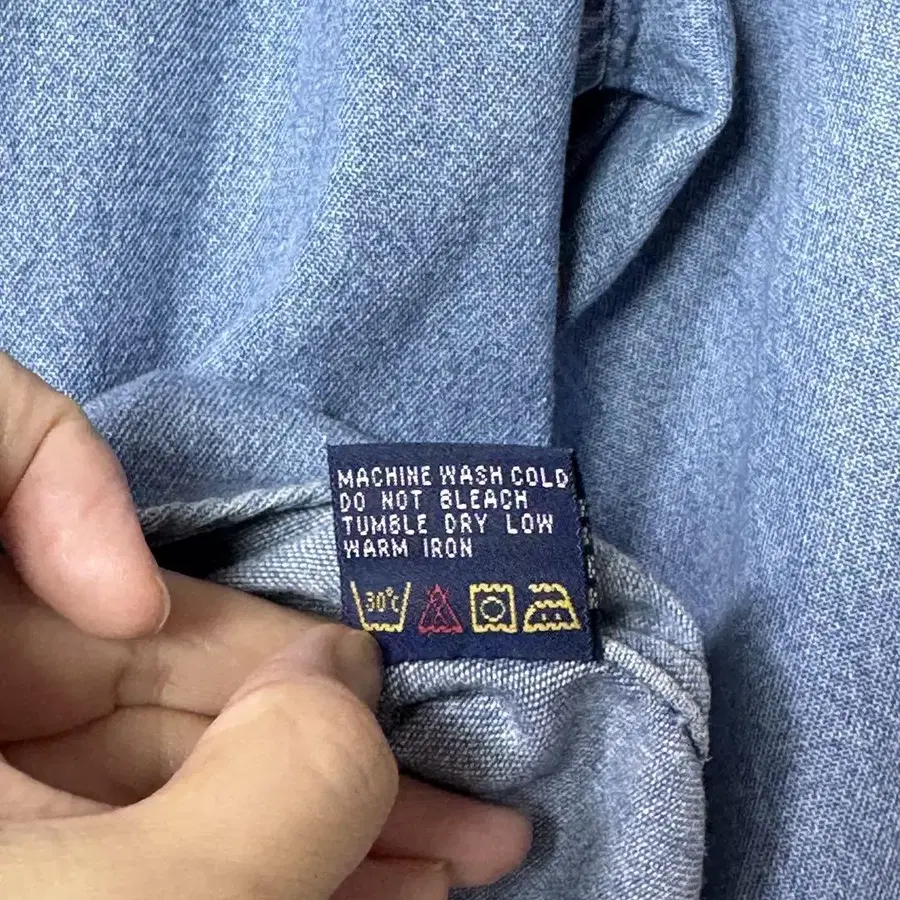 MACHINE WASH COLD
DO NOT BLEACH
TUMBLE DRY LOW
WARM IRON
30°C